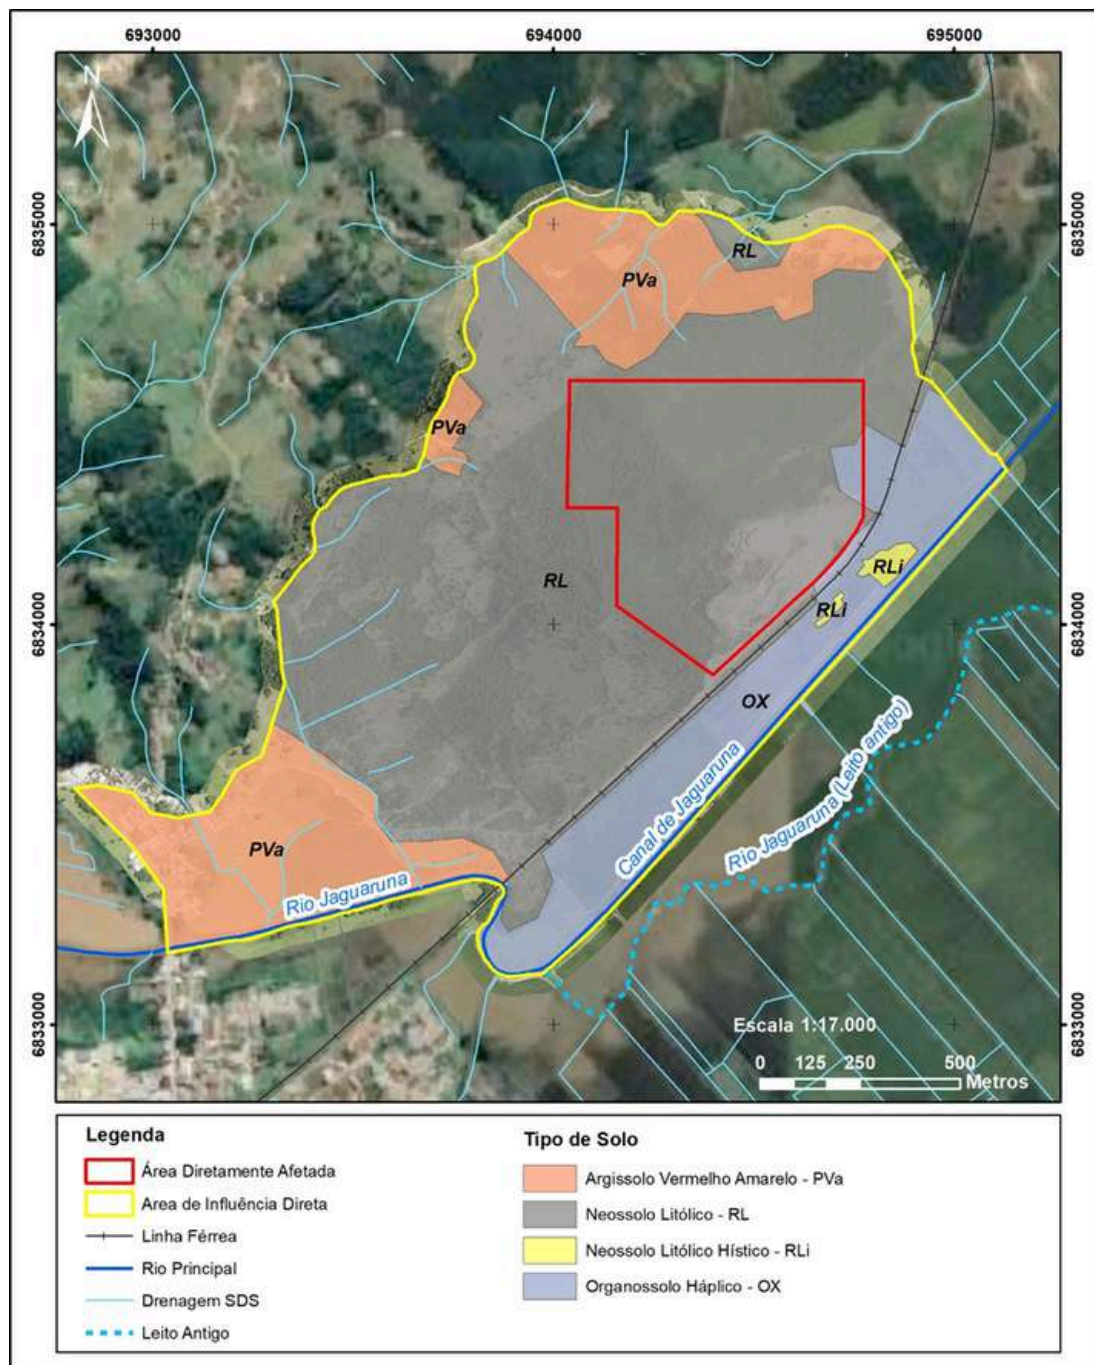 693000 694000 695000
N
6835000 6835000
RL
PVa
PVa
RL
RLi
RLi
6834000 6834000
OX
Canal de Jaguaruna
Rio Jaguaruna (Leito antigo)
PVa
Rio Jaguaruna
6833000 6833000
Escala 1:17.000
0 125 250 500
Metros
Legenda
Área Diretamente Afetada
Area de Influência Direta
Linha Férrea
Rio Principal
Drenagem SDS
Leito Antigo
Tipo de Solo
Argissolo Vermelho Amarelo - PVa
Neossolo Litólico - RL
Neossolo Litólico Hístico - RLi
Organossolo Háplico - OX